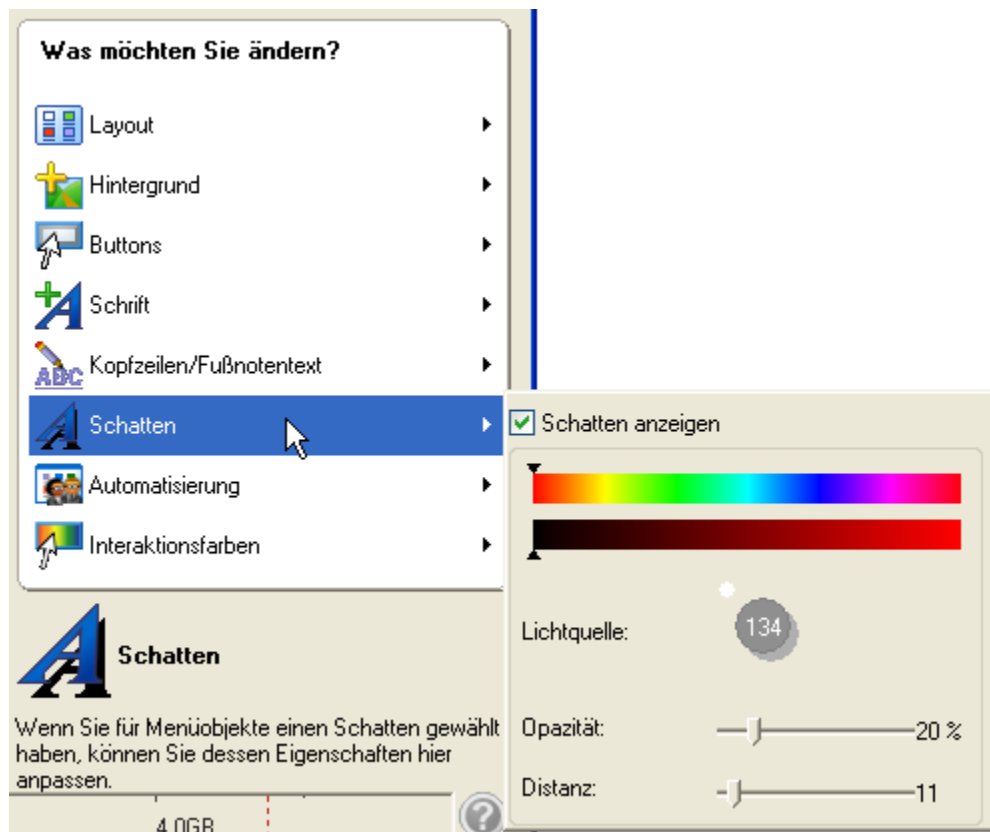 Was möchten Sie ändern?
Layout
Hintergrund
Buttons
Schrift
ABC
Kopfzeilen/Fußnotentext
Schatten
Automatisierung
Interaktionsfarben
Schatten anzeigen
Lichtquelle:
134
Opazität:
20 %
Distanz:
11
Schatten
Wenn Sie für Menüobjekte einen Schatten gewählt
haben, können Sie dessen Eigenschaften hier
anpassen.
4.0GB
?